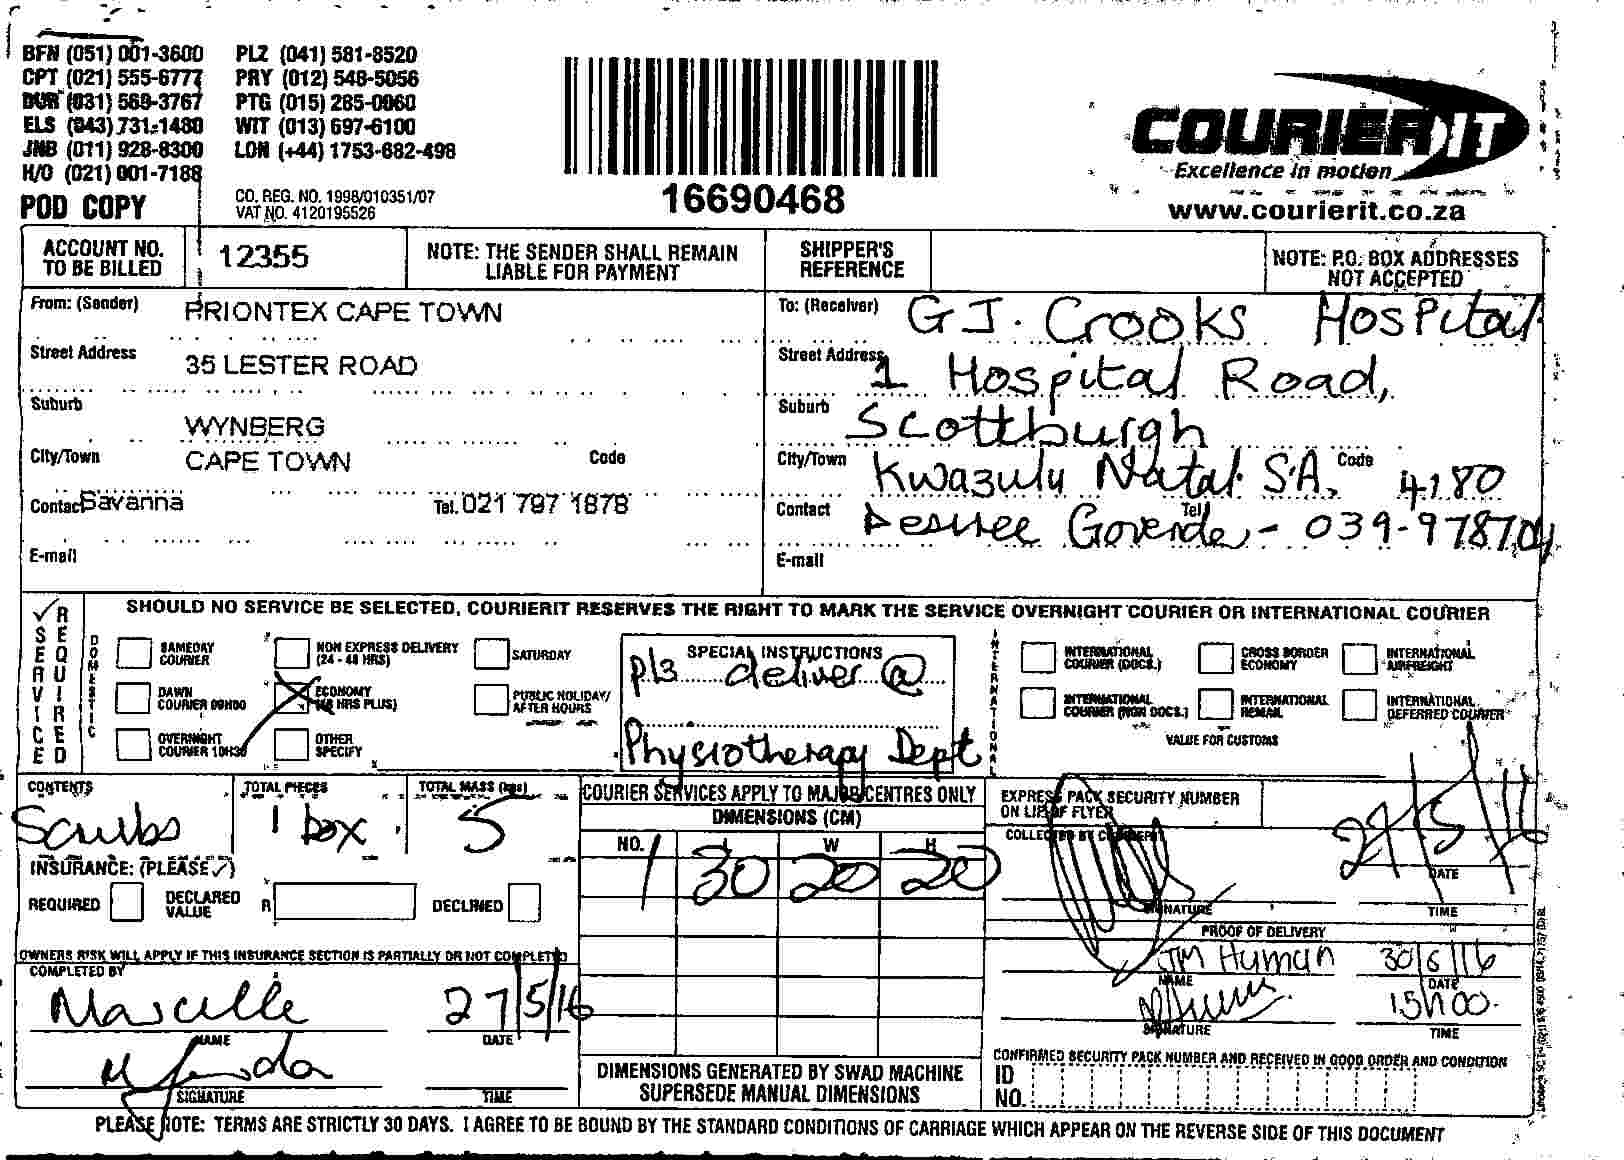 BFN (051) 001-3600 PLZ (041) 581-8520
CPT (021) 555-6777 PRY (012) 548-5056
DUR (031) 569-3767 PTG (015) 285-0060
ELS (043) 731-1480 WIT (013) 697-6100
JNB (011) 928-8300 LON (+44) 1753-682-498
H/O (021) 001-7188
POD COPY
CO. REG. NO. 1998/010351/07
VAT NO. 4120195526
16690468
COURIER IT
Excellence in motion
www.courierit.co.za
ACCOUNT NO. TO BE BILLED 12355
NOTE: THE SENDER SHALL REMAIN LIABLE FOR PAYMENT
SHIPPER'S REFERENCE
NOTE: P.O. BOX ADDRESSES NOT ACCEPTED
From: (Sender) PRIONTEX CAPE TOWN
Street Address 35 LESTER ROAD
Suburb WYNBERG
City/Town CAPE TOWN Code
Contact Savanna Tel. 021 797 1878
E-mail
To: (Receiver) G.J. Crooks Hospital
Street Address 1 Hospital Road,
Suburb Scottburgh
City/Town Kwazulu Natal S.A. Code 4180
Contact Desiree Govender - Tel. 039-978704
E-mail
✓ SERVICE REQUIRED
SHOULD NO SERVICE BE SELECTED, COURIERIT RESERVES THE RIGHT TO MARK THE SERVICE OVERNIGHT COURIER OR INTERNATIONAL COURIER
DOMESTIC
SAMEDAY COURIER
NON EXPRESS DELIVERY (24 - 48 HRS)
SATURDAY
DAWN COURIER 09H00
ECONOMY (48 HRS PLUS)
PUBLIC HOLIDAY/ AFTER HOURS
OVERNIGHT COURIER 10H30
OTHER SPECIFY
SPECIAL INSTRUCTIONS
plz deliver @
Physiotherapy Dept
INTERNATIONAL
INTERNATIONAL COURIER (DOCS.)
CROSS BORDER ECONOMY
INTERNATIONAL AIRFREIGHT
INTERNATIONAL COURIER (NON DOCS.)
INTERNATIONAL REMAIL
INTERNATIONAL DEFERRED COURIER
VALUE FOR CUSTOMS
CONTENTS Scrubs
TOTAL PIECES 1 box
TOTAL MASS (kgs) 5
INSURANCE: (PLEASE ✓)
REQUIRED
DECLARED VALUE R
DECLINED
OWNERS RISK WILL APPLY IF THIS INSURANCE SECTION IS PARTIALLY OR NOT COMPLETED
COMPLETED BY
Marcelle 27/5/16
NAME DATE
SIGNATURE TIME
COURIER SERVICES APPLY TO MAJOR CENTRES ONLY
DIMENSIONS (CM)
NO. L W H
1 30 20 20
DIMENSIONS GENERATED BY SWAD MACHINE
SUPERSEDE MANUAL DIMENSIONS
EXPRESS PACK SECURITY NUMBER ON LIP OF FLYER
COLLECTED BY COURIERIT
27/5/16
DATE
SIGNATURE TIME
PROOF OF DELIVERY
JM Human 30/5/16
NAME DATE
15h00
SIGNATURE TIME
CONFIRMED SECURITY PACK NUMBER AND RECEIVED IN GOOD ORDER AND CONDITION
ID NO.
PLEASE NOTE: TERMS ARE STRICTLY 30 DAYS. I AGREE TO BE BOUND BY THE STANDARD CONDITIONS OF CARRIAGE WHICH APPEAR ON THE REVERSE SIDE OF THIS DOCUMENT